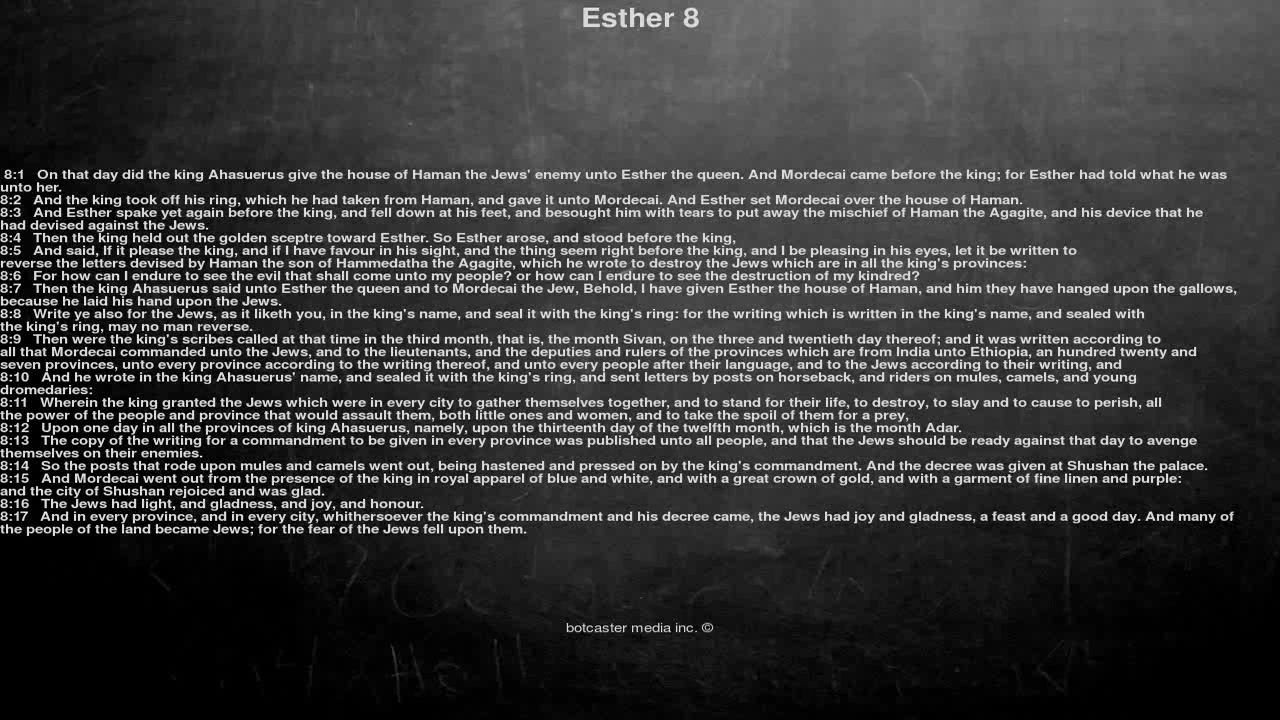 Esther 8
8:1 On that day did the king Ahasuerus give the house of Haman the Jews' enemy unto Esther the queen. And Mordecai came before the king; for Esther had told what he was
unto her.
8:2 And the king took off his ring, which he had taken from Haman, and gave it unto Mordecai. And Esther set Mordecai over the house of Haman.
8:3 And Esther spake yet again before the king, and fell down at his feet, and besought him with tears to put away the mischief of Haman the Agagite, and his device that he
had devised against the Jews.
8:4 Then the king held out the golden sceptre toward Esther. So Esther arose, and stood before the king,
8:5 And said, If it please the king, and if I have favour in his sight, and the thing seem right before the king, and I be pleasing in his eyes, let it be written to
reverse the letters devised by Haman the son of Hammedatha the Agagite, which he wrote to destroy the Jews which are in all the king's provinces:
8:6 For how can I endure to see the evil that shall come unto my people? or how can I endure to see the destruction of my kindred?
8:7 Then the king Ahasuerus said unto Esther the queen and to Mordecai the Jew, Behold, I have given Esther the house of Haman, and him they have hanged upon the gallows,
because he laid his hand upon the Jews.
8:8 Write ye also for the Jews, as it liketh you, in the king's name, and seal it with the king's ring: for the writing which is written in the king's name, and sealed with
the king's ring, may no man reverse.
8:9 Then were the king's scribes called at that time in the third month, that is, the month Sivan, on the three and twentieth day thereof; and it was written according to
all that Mordecai commanded unto the Jews, and to the lieutenants, and the deputies and rulers of the provinces which are from India unto Ethiopia, an hundred twenty and
seven provinces, unto every province according to the writing thereof, and unto every people after their language, and to the Jews according to their writing, and
8:10 And he wrote in the king Ahasuerus' name, and sealed it with the king's ring, and sent letters by posts on horseback, and riders on mules, camels, and young
dromedaries:
8:11 Wherein the king granted the Jews which were in every city to gather themselves together, and to stand for their life, to destroy, to slay and to cause to perish, all
the power of the people and province that would assault them, both little ones and women, and to take the spoil of them for a prey,
8:12 Upon one day in all the provinces of king Ahasuerus, namely, upon the thirteenth day of the twelfth month, which is the month Adar.
8:13 The copy of the writing for a commandment to be given in every province was published unto all people, and that the Jews should be ready against that day to avenge
themselves on their enemies.
8:14 So the posts that rode upon mules and camels went out, being hastened and pressed on by the king's commandment. And the decree was given at Shushan the palace.
8:15 And Mordecai went out from the presence of the king in royal apparel of blue and white, and with a great crown of gold, and with a garment of fine linen and purple:
and the city of Shushan rejoiced and was glad.
8:16 The Jews had light, and gladness, and joy, and honour.
8:17 And in every province, and in every city, whithersoever the king's commandment and his decree came, the Jews had joy and gladness, a feast and a good day. And many of
the people of the land became Jews; for the fear of the Jews fell upon them.
botcaster media inc. ©